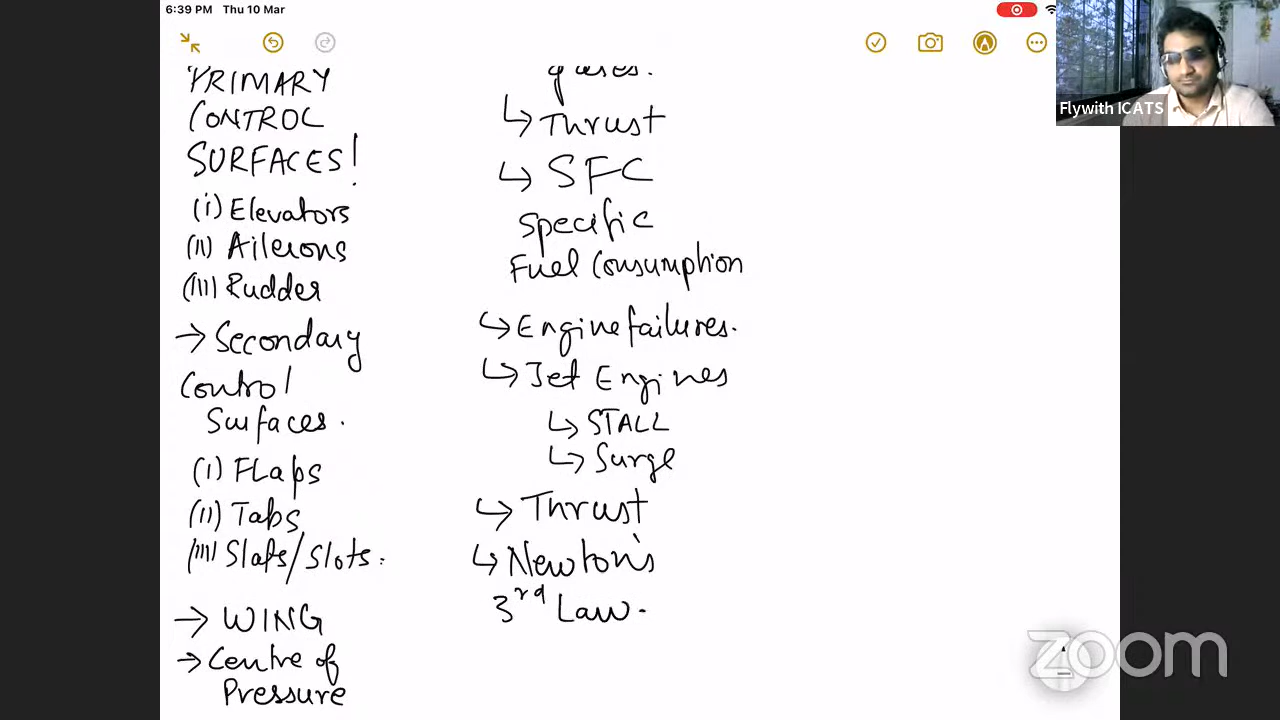 6:39 PM Thu 10 Mar
Flywith ICATS
PRIMARY
CONTROL
SURFACES!
(i) Elevators
(II) Ailerons
(III) Rudder
→ Secondary
Control
Surfaces.
(I) FLaps
(II) Tabs
(III) Slats/Slots.
→ WING
→ Centre of
Pressure
gases.
↳ Thrust
↳ SFC
Specific
Fuel Consumption
↳ Engine failures.
↳ Jet Engines
↳ STALL
↳ Surge
↳ Thrust
↳ Newton's
3rd Law.
zoom